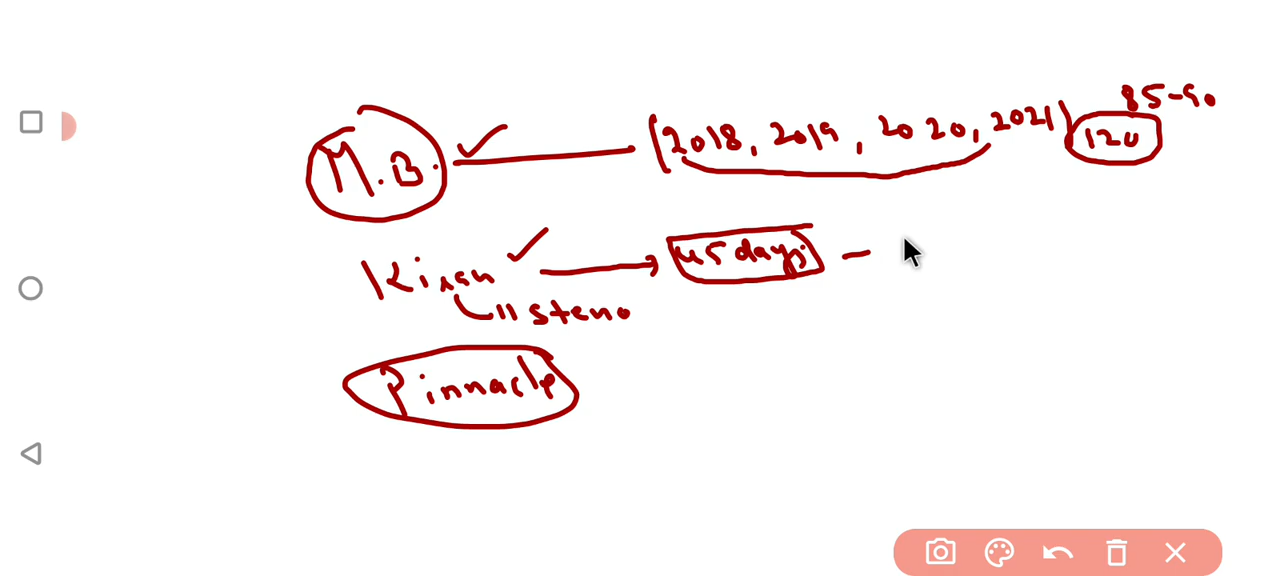 85-90
M.B. (2018, 2019, 2020, 2021) 120
Kiran 45 days -
11 Steno
Pinnacle